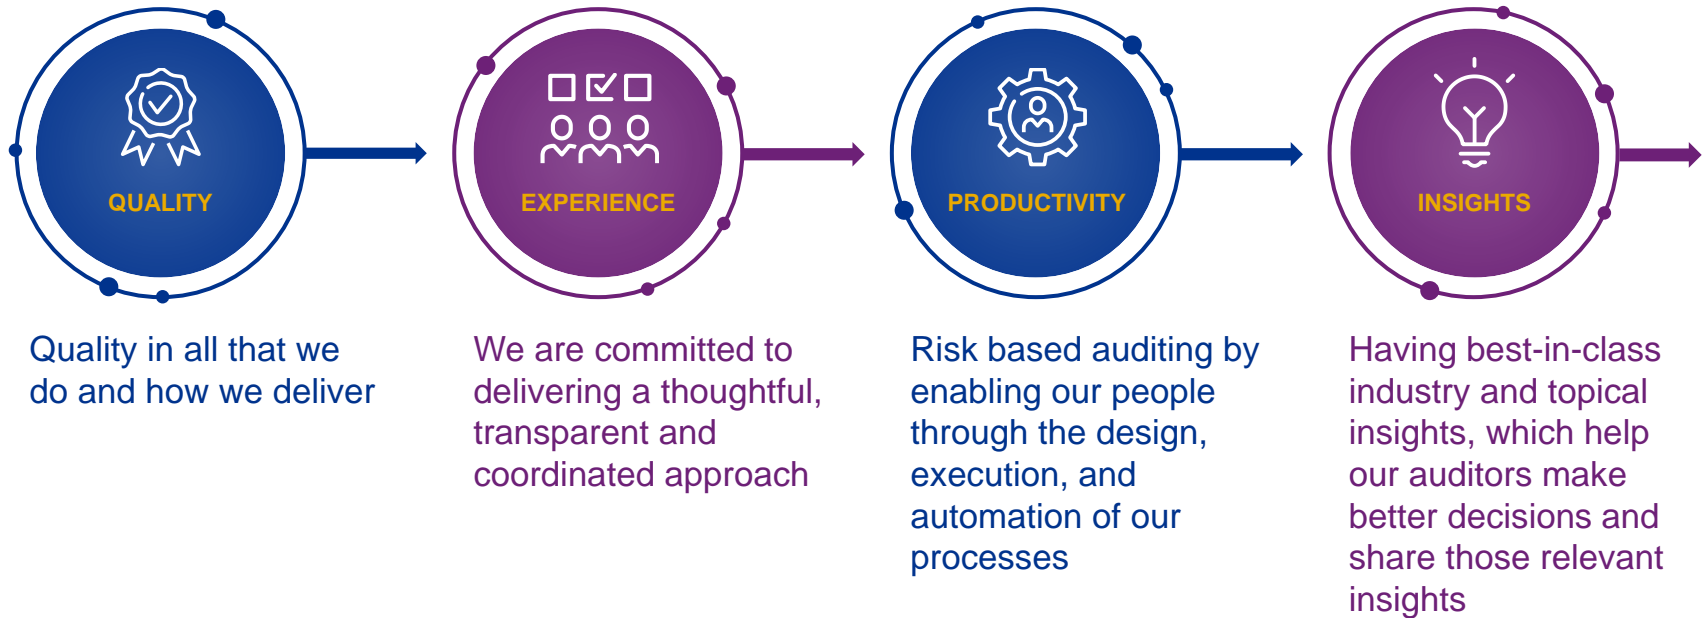 QUALITY
Quality in all that we
do and how we deliver
EXPERIENCE
We are committed to
delivering a thoughtful,
transparent and
coordinated approach
PRODUCTIVITY
Risk based auditing by
enabling our people
through the design,
execution, and
automation of our
processes
INSIGHTS
Having best-in-class
industry and topical
insights, which help
our auditors make
better decisions and
share those relevant
insights